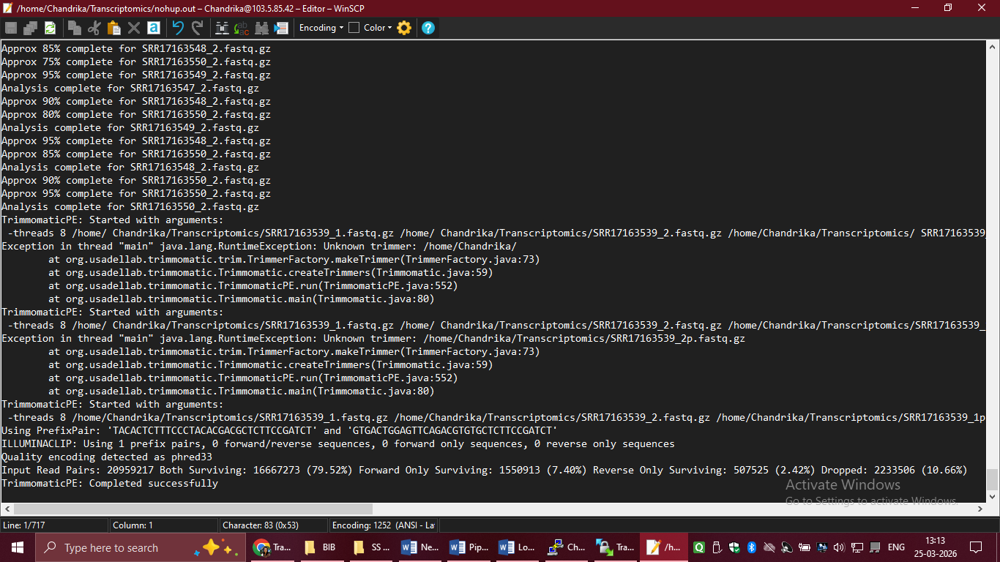 /home/Chandrika/Transcriptomics/nohup.out – Chandrika@103.5.85.42 – Editor – WinSCP
Encoding Color
Approx 85% complete for SRR17163548_2.fastq.gz
Approx 75% complete for SRR17163550_2.fastq.gz
Approx 95% complete for SRR17163549_2.fastq.gz
Analysis complete for SRR17163547_2.fastq.gz
Approx 90% complete for SRR17163548_2.fastq.gz
Approx 80% complete for SRR17163550_2.fastq.gz
Analysis complete for SRR17163549_2.fastq.gz
Approx 95% complete for SRR17163548_2.fastq.gz
Approx 85% complete for SRR17163550_2.fastq.gz
Analysis complete for SRR17163548_2.fastq.gz
Approx 90% complete for SRR17163550_2.fastq.gz
Approx 95% complete for SRR17163550_2.fastq.gz
Analysis complete for SRR17163550_2.fastq.gz
TrimmomaticPE: Started with arguments:
-threads 8 /home/ Chandrika/Transcriptomics/SRR17163539_1.fastq.gz /home/ Chandrika/Transcriptomics/SRR17163539_2.fastq.gz /home/Chandrika/Transcriptomics/ SRR17163539_
Exception in thread "main" java.lang.RuntimeException: Unknown trimmer: /home/Chandrika/
at org.usadellab.trimmomatic.trim.TrimmerFactory.makeTrimmer(TrimmerFactory.java:73)
at org.usadellab.trimmomatic.Trimmomatic.createTrimmers(Trimmomatic.java:59)
at org.usadellab.trimmomatic.TrimmomaticPE.run(TrimmomaticPE.java:552)
at org.usadellab.trimmomatic.Trimmomatic.main(Trimmomatic.java:80)
TrimmomaticPE: Started with arguments:
-threads 8 /home/ Chandrika/Transcriptomics/SRR17163539_1.fastq.gz /home/ Chandrika/Transcriptomics/SRR17163539_2.fastq.gz /home/Chandrika/Transcriptomics/SRR17163539_
Exception in thread "main" java.lang.RuntimeException: Unknown trimmer: /home/Chandrika/Transcriptomics/SRR17163539_2p.fastq.gz
at org.usadellab.trimmomatic.trim.TrimmerFactory.makeTrimmer(TrimmerFactory.java:73)
at org.usadellab.trimmomatic.Trimmomatic.createTrimmers(Trimmomatic.java:59)
at org.usadellab.trimmomatic.TrimmomaticPE.run(TrimmomaticPE.java:552)
at org.usadellab.trimmomatic.Trimmomatic.main(Trimmomatic.java:80)
TrimmomaticPE: Started with arguments:
-threads 8 /home/Chandrika/Transcriptomics/SRR17163539_1.fastq.gz /home/Chandrika/Transcriptomics/SRR17163539_2.fastq.gz /home/Chandrika/Transcriptomics/SRR17163539_1p
Using PrefixPair: 'TACACTCTTTCCCTACACGACGCTCTTCCGATCT' and 'GTGACTGGAGTTCAGACGTGTGCTCTTCCGATCT'
ILLUMINACLIP: Using 1 prefix pairs, 0 forward/reverse sequences, 0 forward only sequences, 0 reverse only sequences
Quality encoding detected as phred33
Input Read Pairs: 20959217 Both Surviving: 16667273 (79.52%) Forward Only Surviving: 1550913 (7.40%) Reverse Only Surviving: 507525 (2.42%) Dropped: 2233506 (10.66%)
TrimmomaticPE: Completed successfully
Activate Windows
Go to Settings to activate Windows.
Line: 1/717 Column: 1 Character: 83 (0x53) Encoding: 1252 (ANSI - La
Type here to search Tra... BIB SS ... Ne... Pip... Lo... Ch... Tra... /h... ENG 13:13
25-03-2026